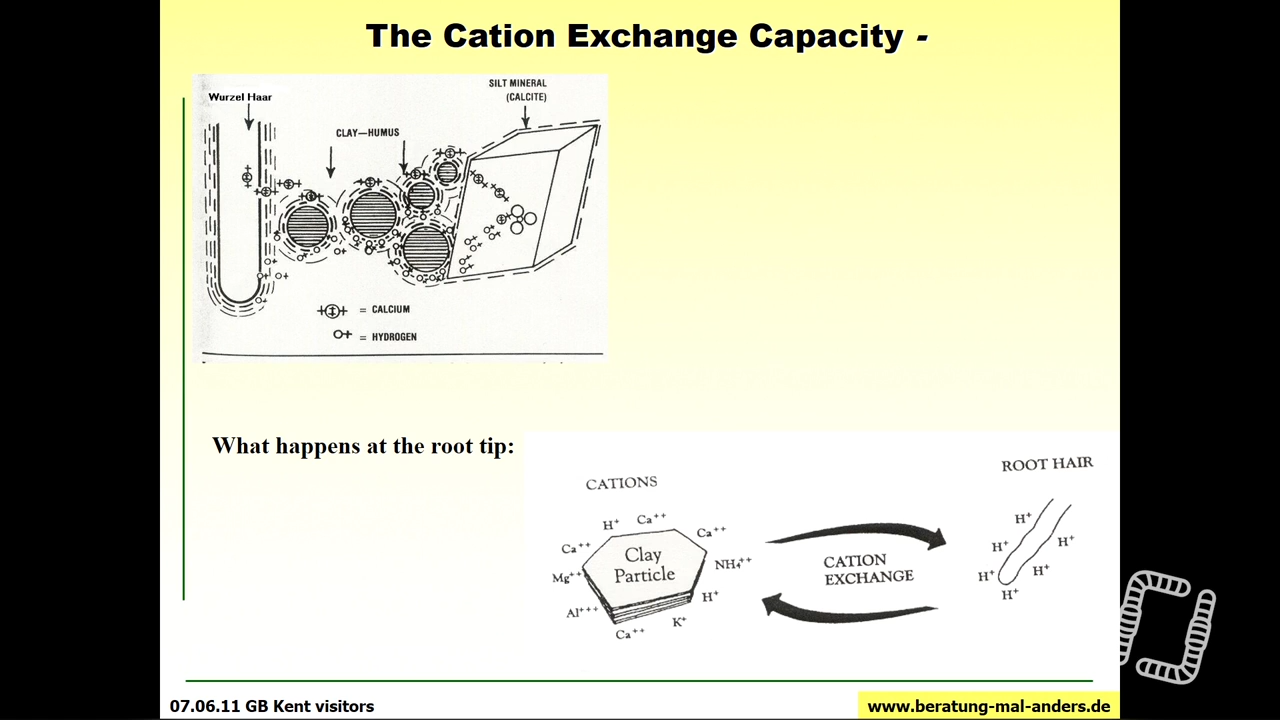 The Cation Exchange Capacity -
Wurzel Haar
SILT MINERAL
(CALCITE)
CLAY—HUMUS
= CALCIUM
= HYDROGEN
What happens at the root tip:
CATIONS
ROOT HAIR
H+
Ca++
Ca++
Ca++
Clay
Particle
Mg++
NH4++
Al+++
H+
Ca++
K+
CATION
EXCHANGE
H+
H+
H+
H+
H+
H+
07.06.11 GB Kent visitors
www.beratung-mal-anders.de